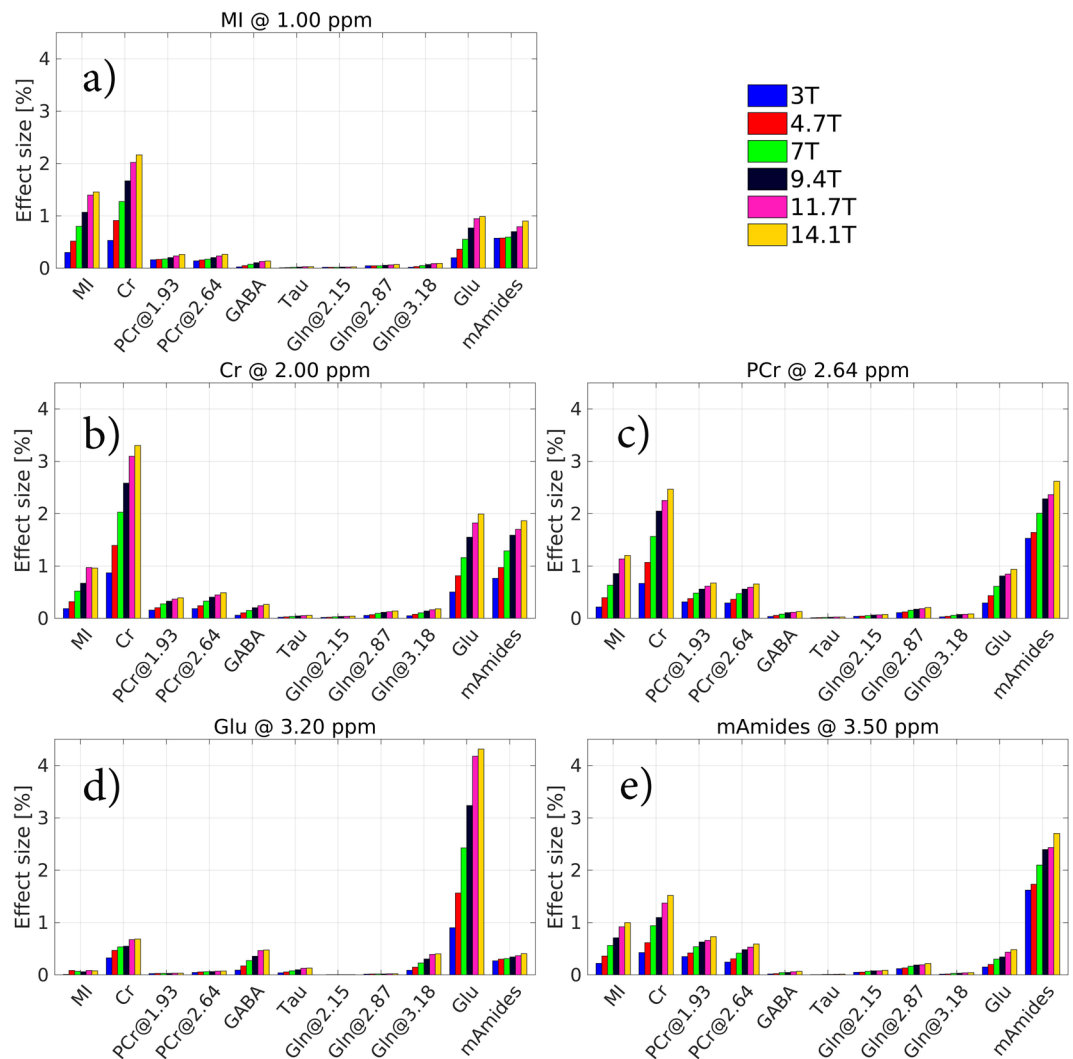 MI @ 1.00 ppm
Effect size [%]
4
3
2
1
0
a)
MI
Cr
PCr@1.93
PCr@2.64
GABA
Tau
Gln@2.15
Gln@2.87
Gln@3.18
Glu
mAmides
3T
4.7T
7T
9.4T
11.7T
14.1T
Cr @ 2.00 ppm
Effect size [%]
4
3
2
1
0
b)
MI
Cr
PCr@1.93
PCr@2.64
GABA
Tau
Gln@2.15
Gln@2.87
Gln@3.18
Glu
mAmides
PCr @ 2.64 ppm
Effect size [%]
4
3
2
1
0
c)
MI
Cr
PCr@1.93
PCr@2.64
GABA
Tau
Gln@2.15
Gln@2.87
Gln@3.18
Glu
mAmides
Glu @ 3.20 ppm
Effect size [%]
4
3
2
1
0
d)
MI
Cr
PCr@1.93
PCr@2.64
GABA
Tau
Gln@2.15
Gln@2.87
Gln@3.18
Glu
mAmides
mAmides @ 3.50 ppm
Effect size [%]
4
3
2
1
0
e)
MI
Cr
PCr@1.93
PCr@2.64
GABA
Tau
Gln@2.15
Gln@2.87
Gln@3.18
Glu
mAmides